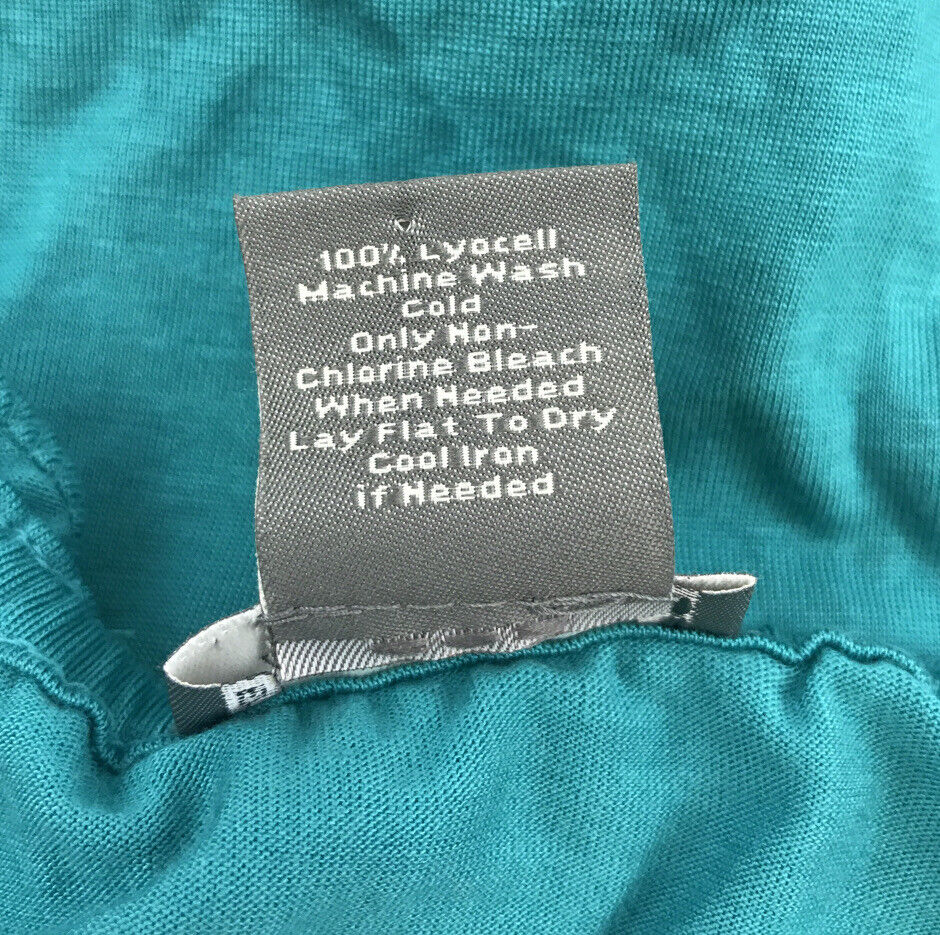 100% Lyocell
Machine Wash
Cold
Only Non-
Chlorine Bleach
When Needed
Lay Flat To Dry
Cool Iron
if Needed